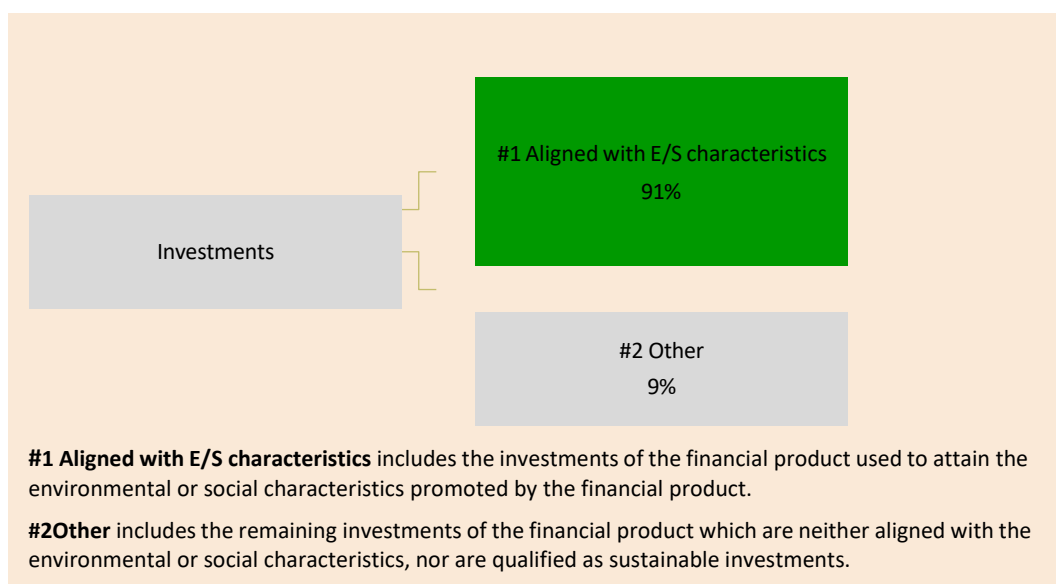 #1 Aligned with E/S characteristics
91%
Investments
#2 Other
9%
#1 Aligned with E/S characteristics includes the investments of the financial product used to attain the
environmental or social characteristics promoted by the financial product.
#2Other includes the remaining investments of the financial product which are neither aligned with the
environmental or social characteristics, nor are qualified as sustainable investments.